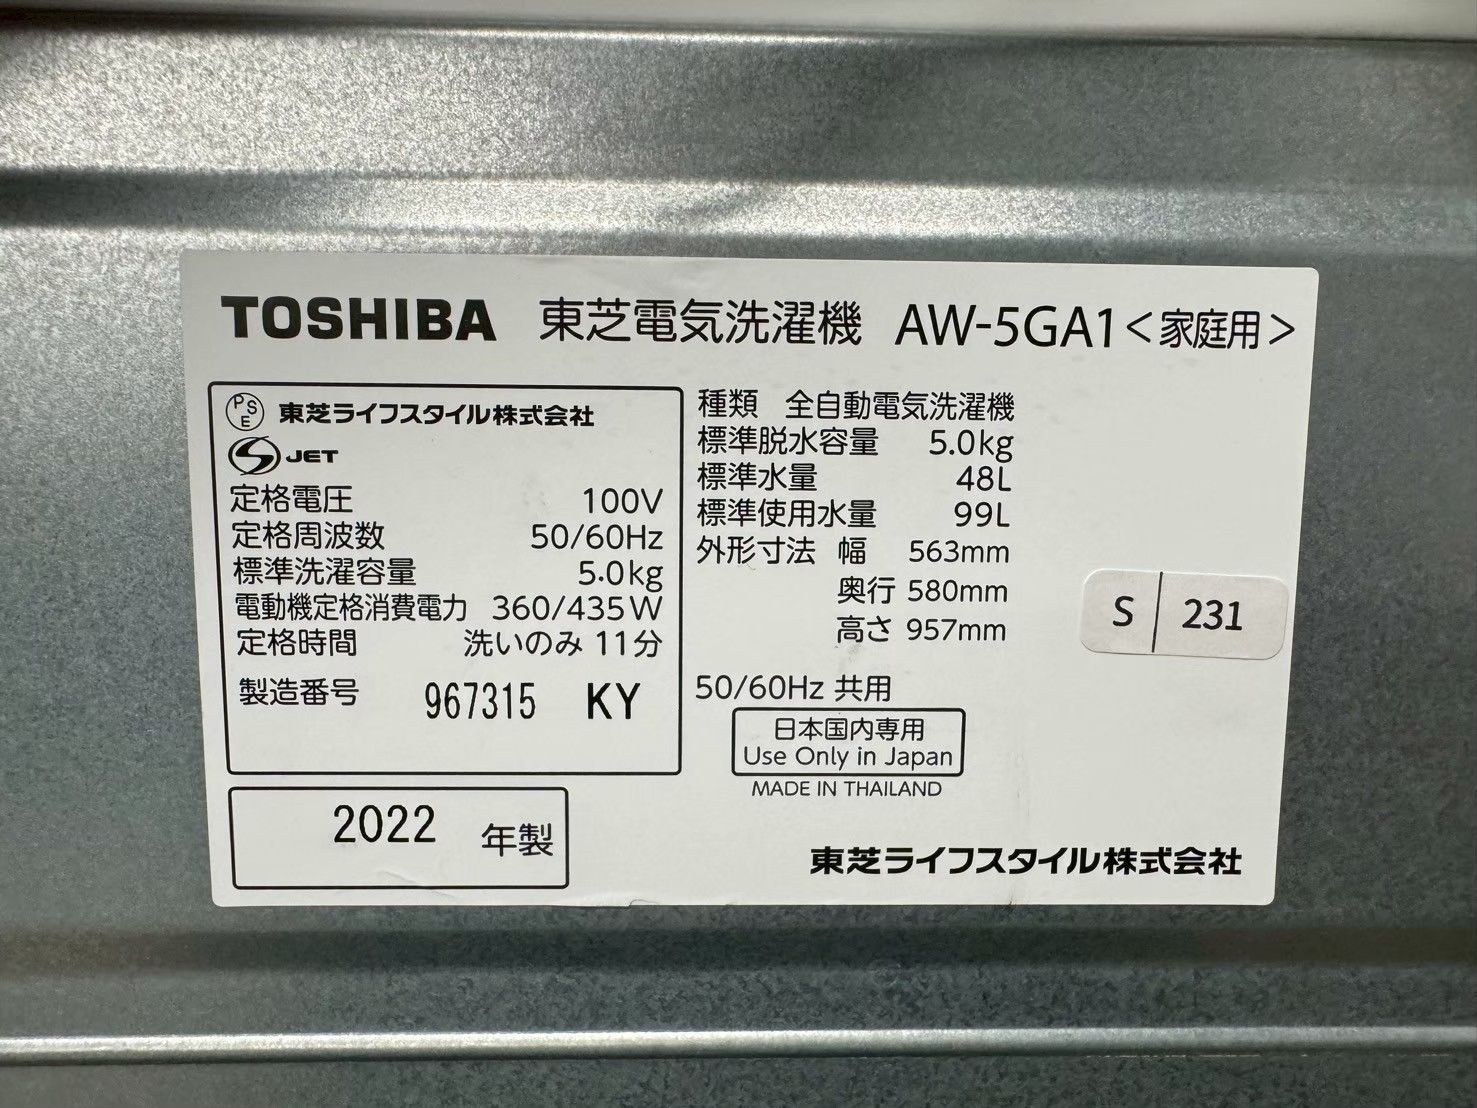 TOSHIBA 東芝電気洗濯機 AW-5GA1<家庭用>
PSE 東芝ライフスタイル株式会社
S JET
定格電圧 100V
定格周波数 50/60Hz
標準洗濯容量 5.0kg
電動機定格消費電力 360/435W
定格時間 洗いのみ 11分
製造番号 967315 KY
2022 年製
種類 全自動電気洗濯機
標準脱水容量 5.0kg
標準水量 48L
標準使用水量 99L
外形寸法 幅 563mm
奥行 580mm
高さ 957mm
50/60Hz 共用
日本国内専用
Use Only in Japan
MADE IN THAILAND
東芝ライフスタイル株式会社
S 231